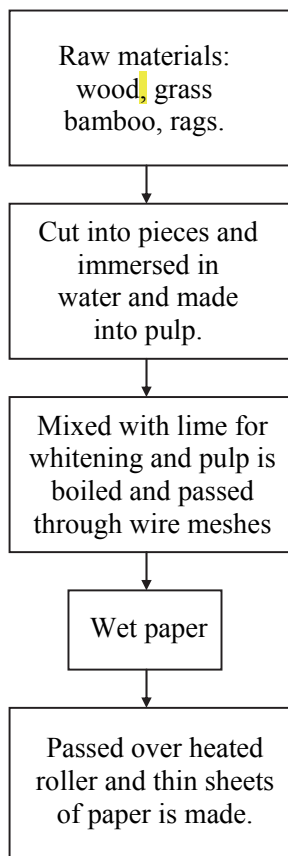 Raw materials:
wood, grass
bamboo, rags.
Cut into pieces and
immersed in
water and made
into pulp.
Mixed with lime for
whitening and pulp is
boiled and passed
through wire meshes
Wet paper
Passed over heated
roller and thin sheets
of paper is made.